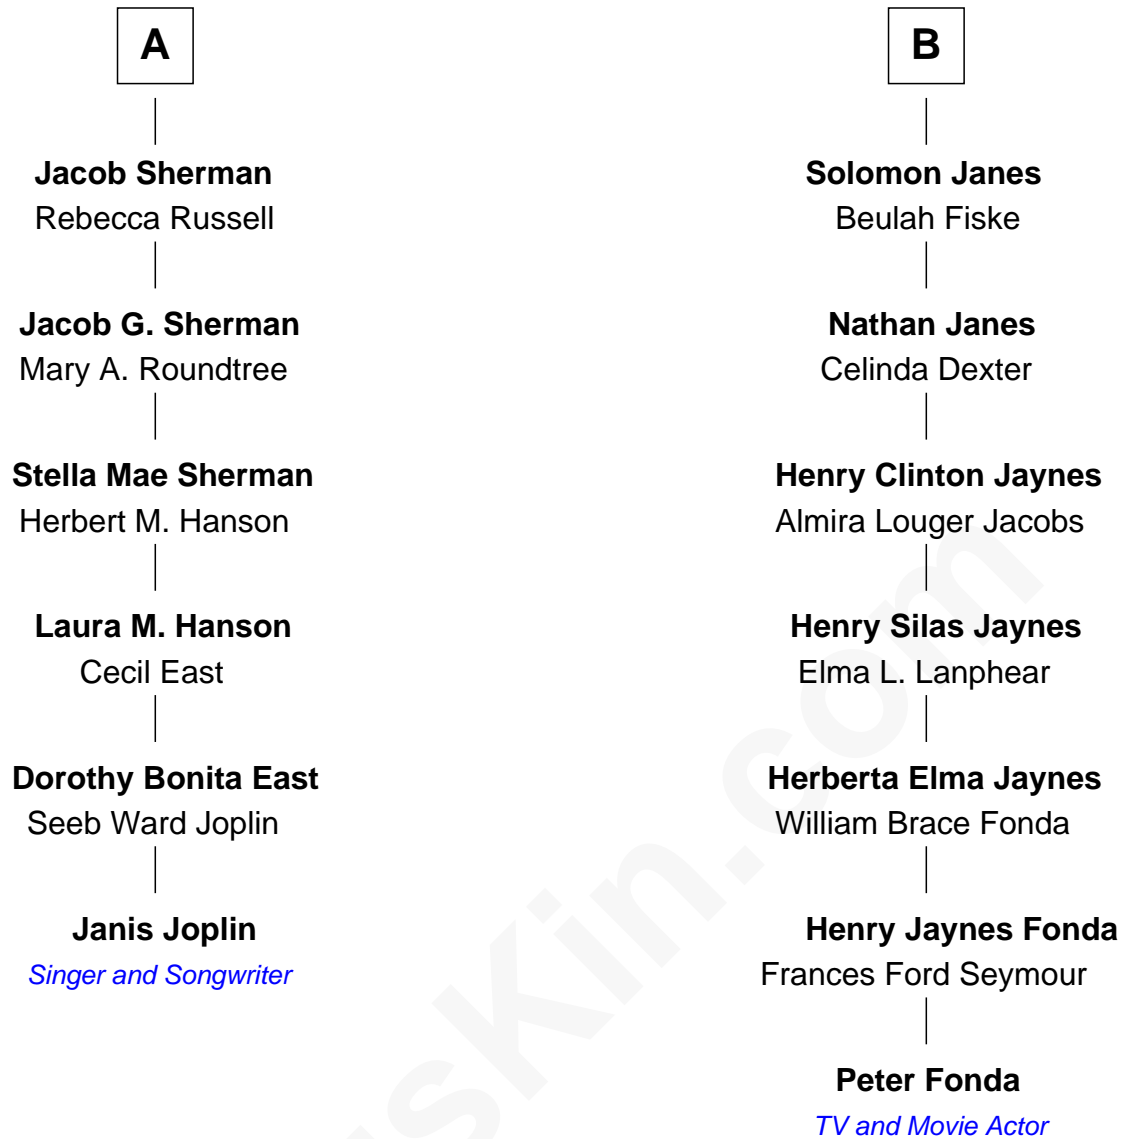 A
Jacob Sherman
Rebecca Russell
Jacob G. Sherman
Mary A. Roundtree
Stella Mae Sherman
Herbert M. Hanson
Laura M. Hanson
Cecil East
Dorothy Bonita East
Seeb Ward Joplin
Janis Joplin
Singer and Songwriter
B
Solomon Janes
Beulah Fiske
Nathan Janes
Celinda Dexter
Henry Clinton Jaynes
Almira Louger Jacobs
Henry Silas Jaynes
Elma L. Lanphear
Herberta Elma Jaynes
William Brace Fonda
Henry Jaynes Fonda
Frances Ford Seymour
Peter Fonda
TV and Movie Actor
sKin.com